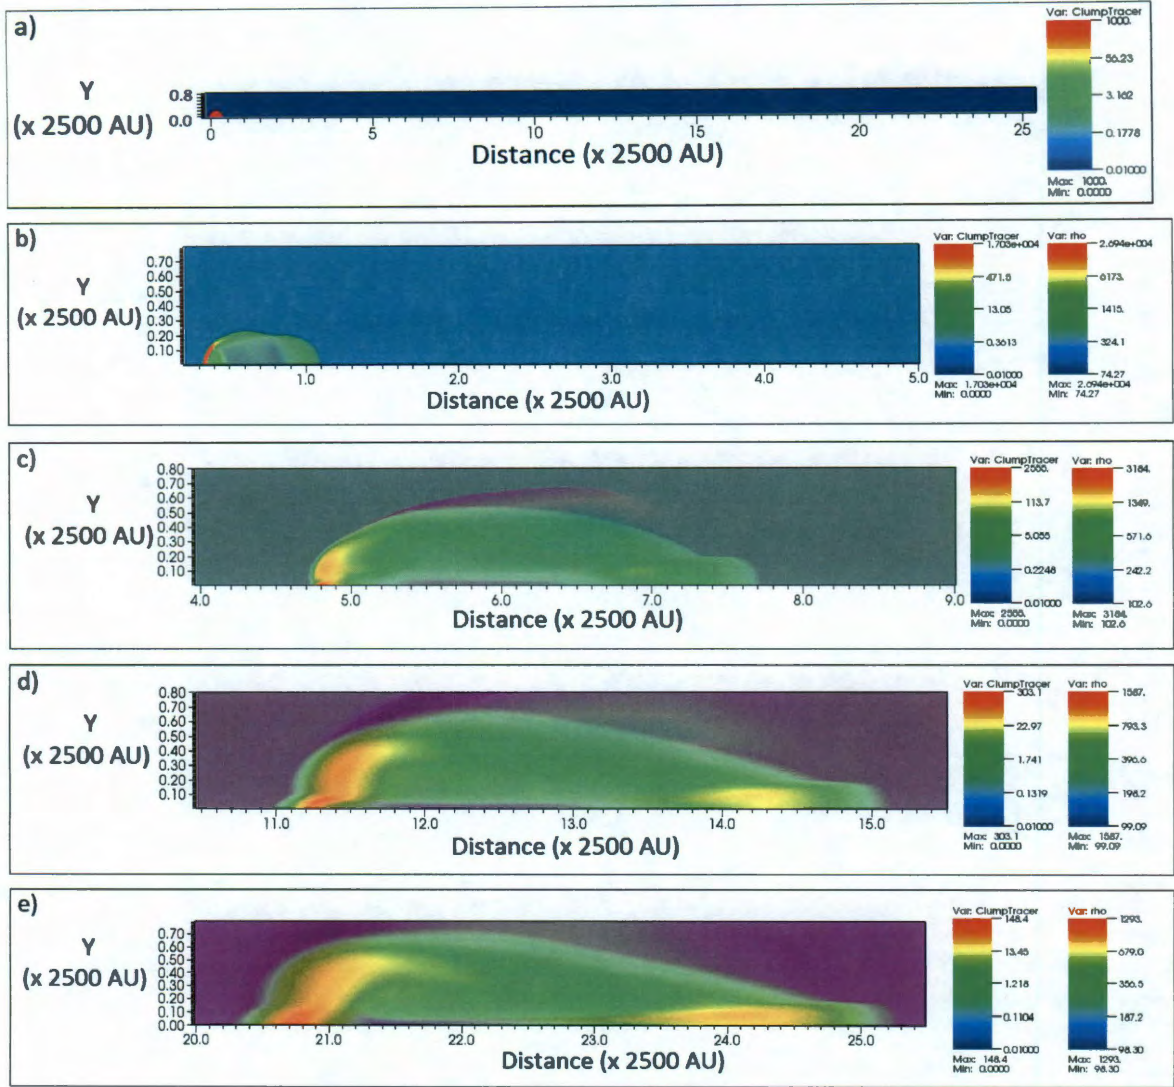 a)
Y
(x 2500 AU)
0.8
0.0
0 5 10 15 20 25
Distance (x 2500 AU)
Var: ClumpTracer
1000.
56.23
3.162
0.1778
0.01000
Max: 1000.
Min: 0.0000
b)
Y
(x 2500 AU)
0.70
0.60
0.50
0.40
0.30
0.20
0.10
1.0 2.0 3.0 4.0 5.0
Distance (x 2500 AU)
Var: ClumpTracer Var: rho
1.703e+004 2.694e+004
471.5 6173.
13.05 1415.
0.3613 324.1
0.01000 74.27
Max: 1.703e+004 Max: 2.694e+004
Min: 0.0000 Min: 74.27
c)
Y
(x 2500 AU)
0.80
0.70
0.60
0.50
0.40
0.30
0.20
0.10
4.0 5.0 6.0 7.0 8.0 9.0
Distance (x 2500 AU)
Var: ClumpTracer Var: rho
2555. 3184.
113.7 1349.
5.055 571.6
0.2248 242.2
0.01000 102.6
Max: 2555. Max: 3184.
Min: 0.0000 Min: 102.6
d)
Y
(x 2500 AU)
0.80
0.70
0.60
0.50
0.40
0.30
0.20
0.10
11.0 12.0 13.0 14.0 15.0
Distance (x 2500 AU)
Var: ClumpTracer Var: rho
303.1 1587.
22.97 793.3
1.741 396.6
0.1319 198.2
0.01000 99.09
Max: 303.1 Max: 1587.
Min: 0.0000 Min: 99.09
e)
Y
(x 2500 AU)
0.70
0.60
0.50
0.40
0.30
0.20
0.10
0.00
20.0 21.0 22.0 23.0 24.0 25.0
Distance (x 2500 AU)
Var: ClumpTracer Var: rho
148.4 1293.
13.45 679.0
1.218 356.5
0.1104 187.2
0.01000 98.30
Max: 148.4 Max: 1293.
Min: 0.0000 Min: 98.30